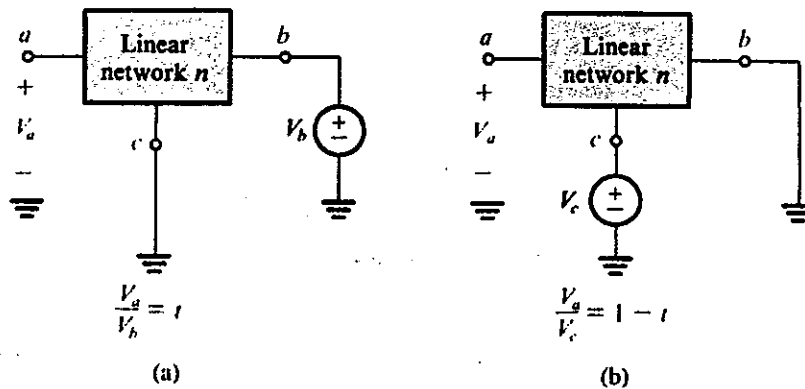 a
Linear
network n
b
+
V_a
−
c
V_b
+
−
V_a
V_b
= t
(a)
a
Linear
network n
b
+
V_a
−
c
V_c
+
−
V_a
V_c
= 1 − t
(b)